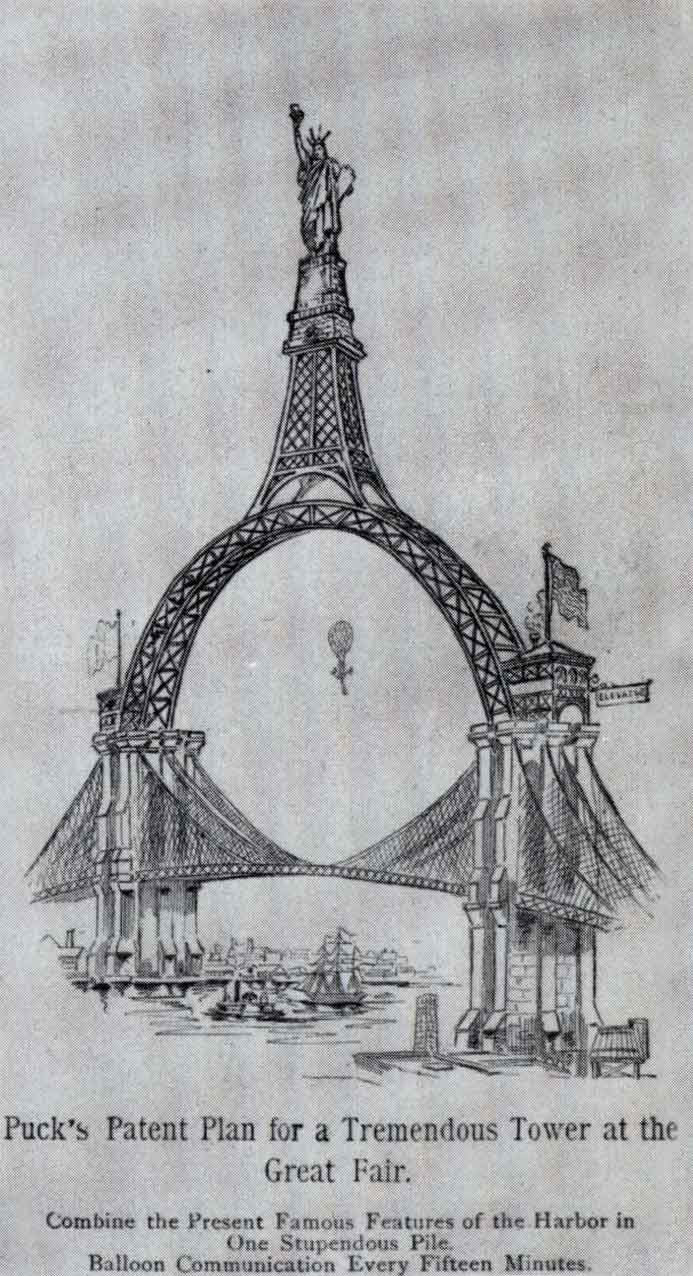 ELEVATOR
Puck's Patent Plan for a Tremendous Tower at the
Great Fair.
Combine the Present Famous Features of the Harbor in
One Stupendous Pile.
Balloon Communication Every Fifteen Minutes.